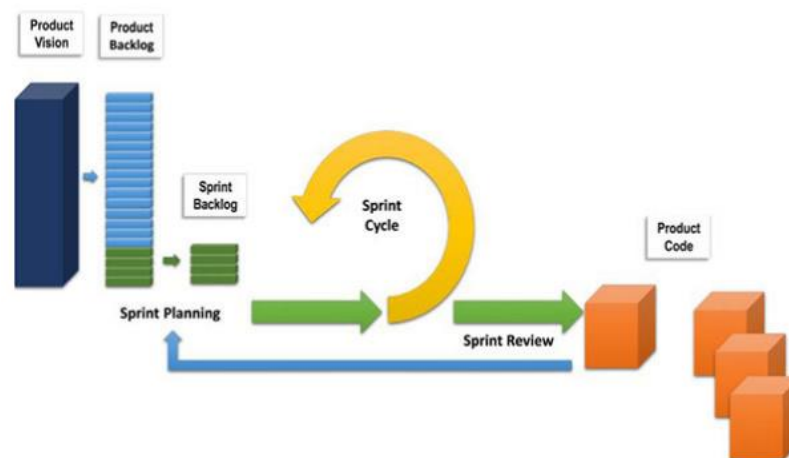 Product
Vision
Product
Backlog
Sprint
Backlog
Sprint
Cycle
Product
Code
Sprint Planning
Sprint Review